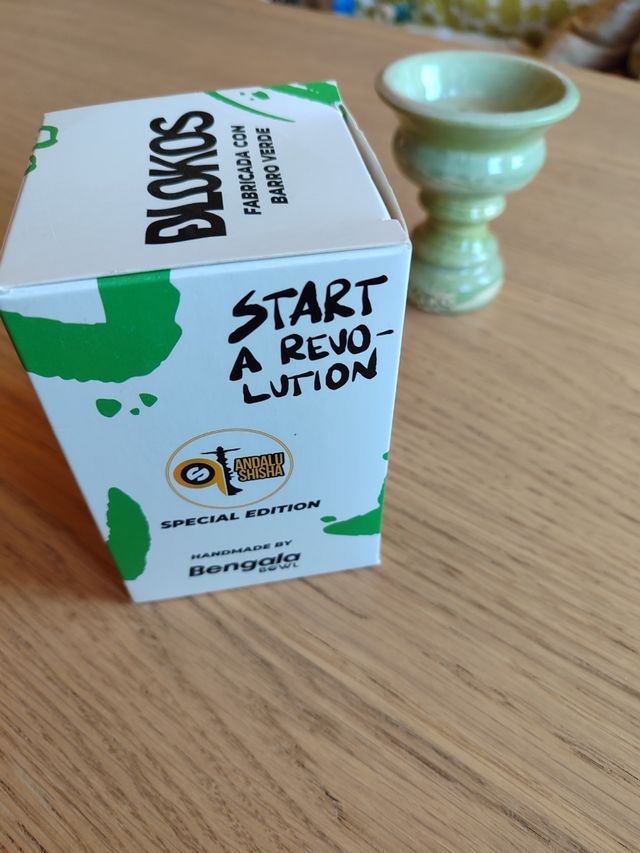 DLOKOS
FABRICADA CON
BARRO VERDE
START
A REVO-
LUTION
ANDALU
SHISHA
SPECIAL EDITION
HANDMADE BY
Bengala
BOWL